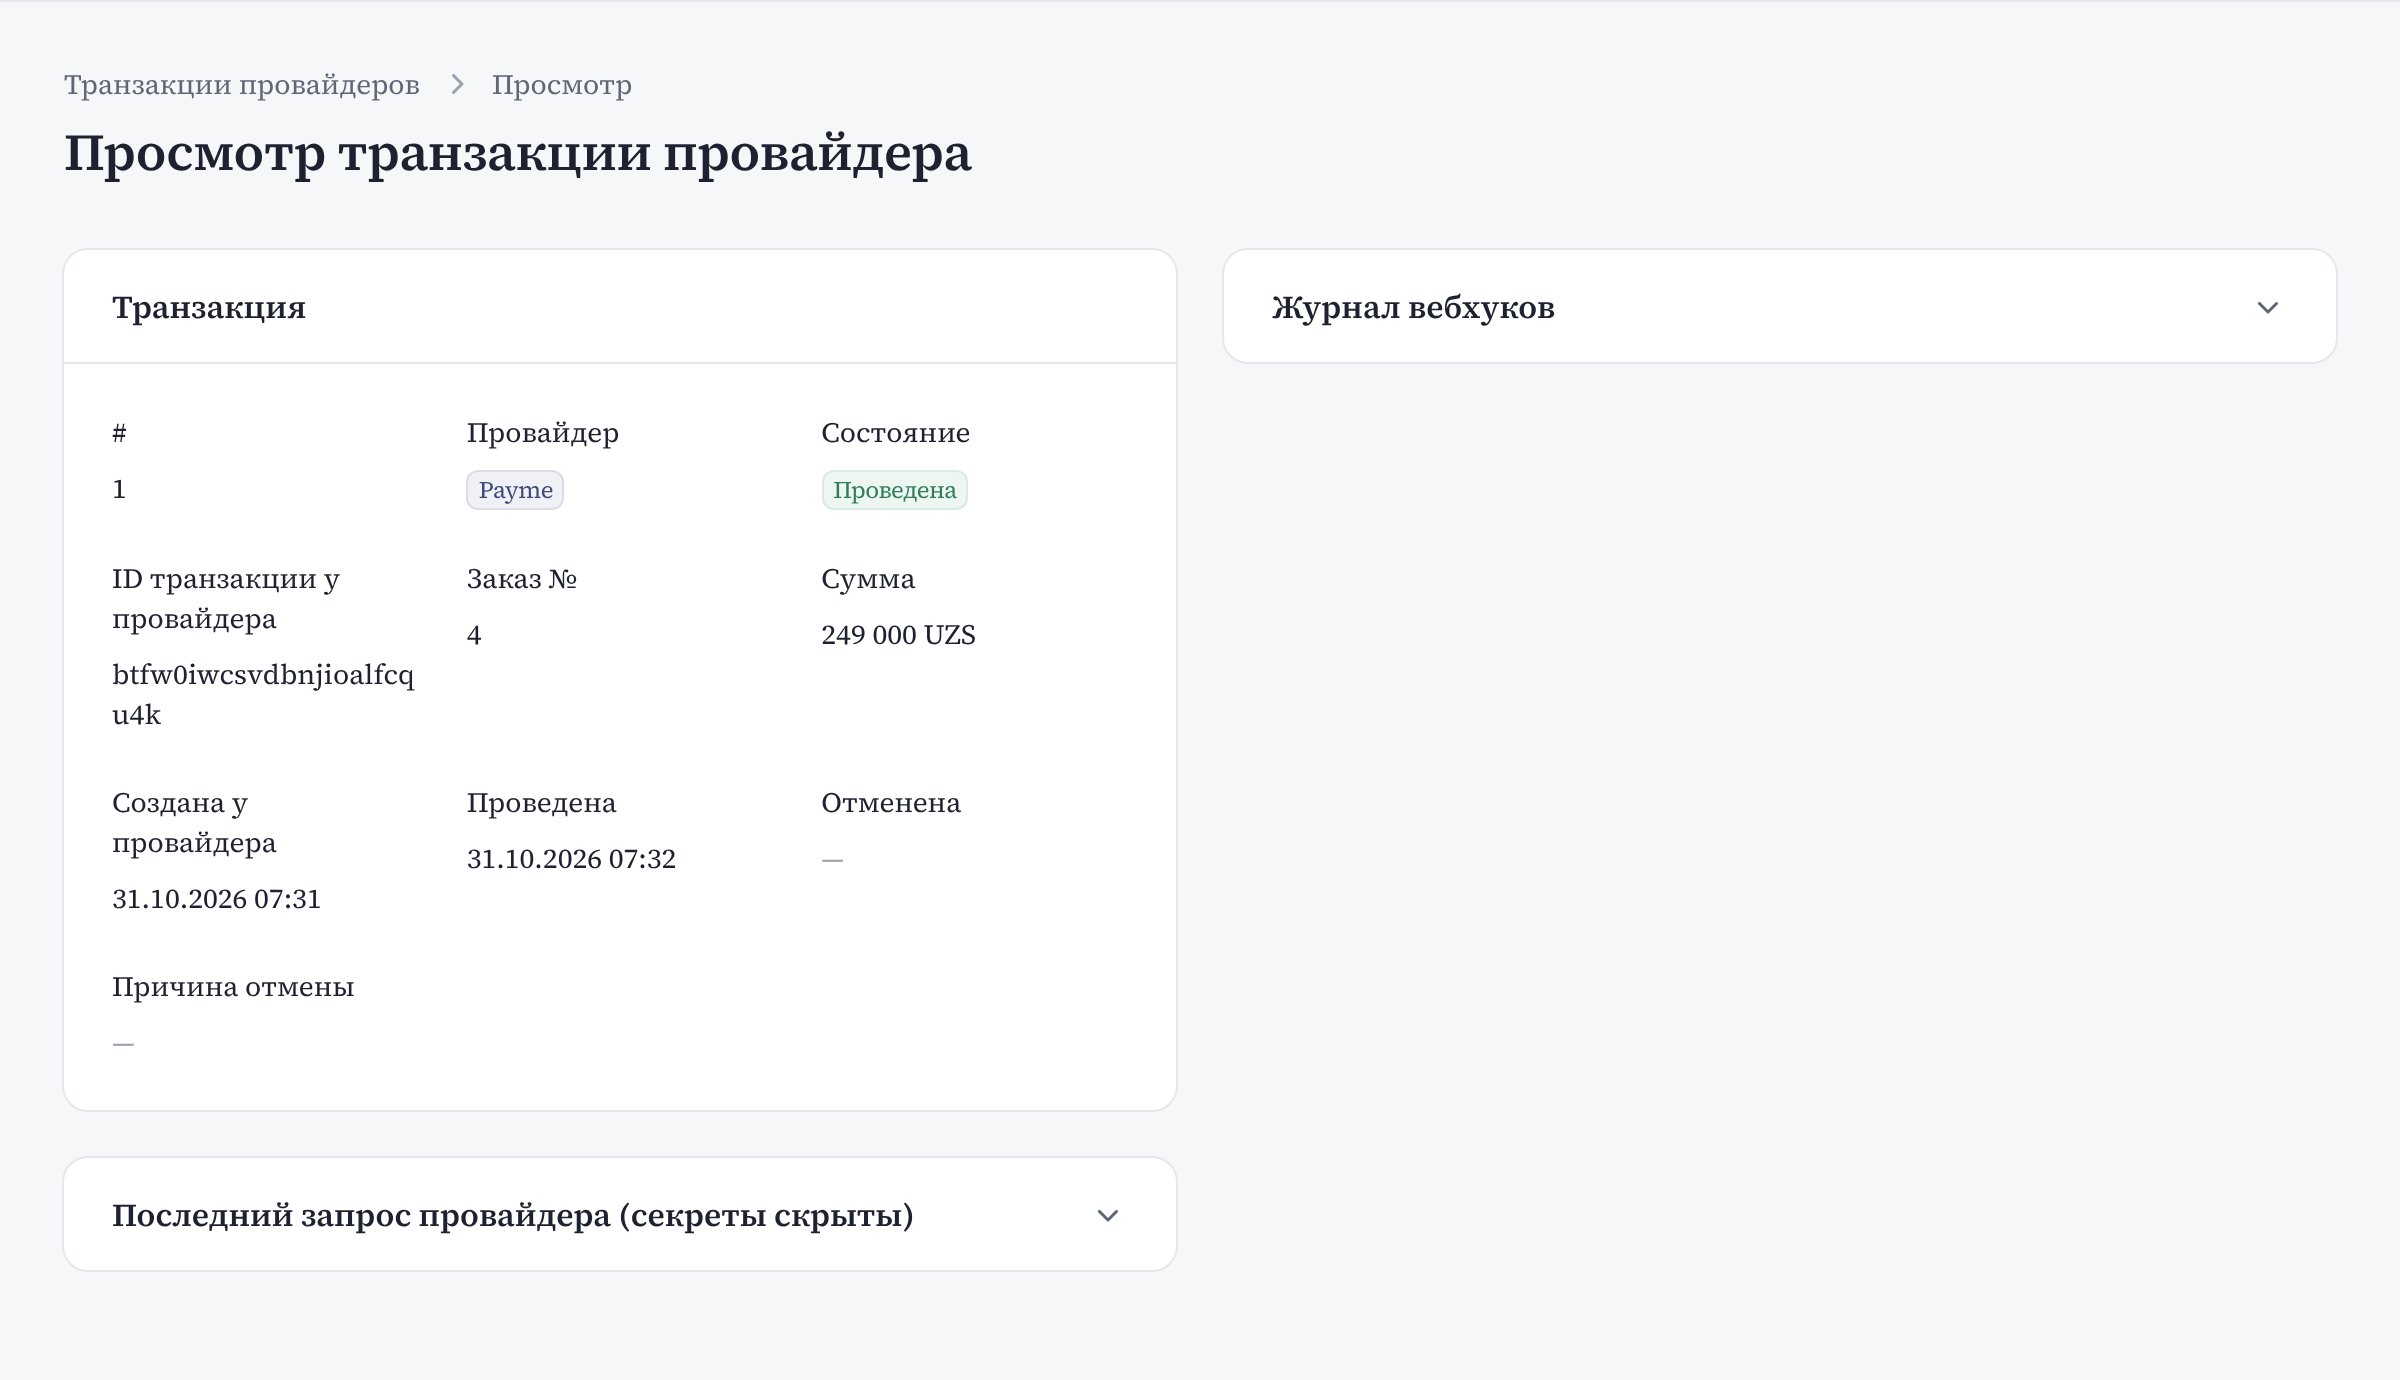 Транзакции провайдеров > Просмотр
Просмотр транзакции провайдера
Транзакция
#
1
Провайдер
Payme
Состояние
Проведена
ID транзакции у
провайдера
btfw0iwcsvdbnjioalfcq
u4k
Заказ №
4
Сумма
249 000 UZS
Создана у
провайдера
31.10.2026 07:31
Проведена
31.10.2026 07:32
Отменена
—
Причина отмены
—
Последний запрос провайдера (секреты скрыты)
Журнал вебхуков